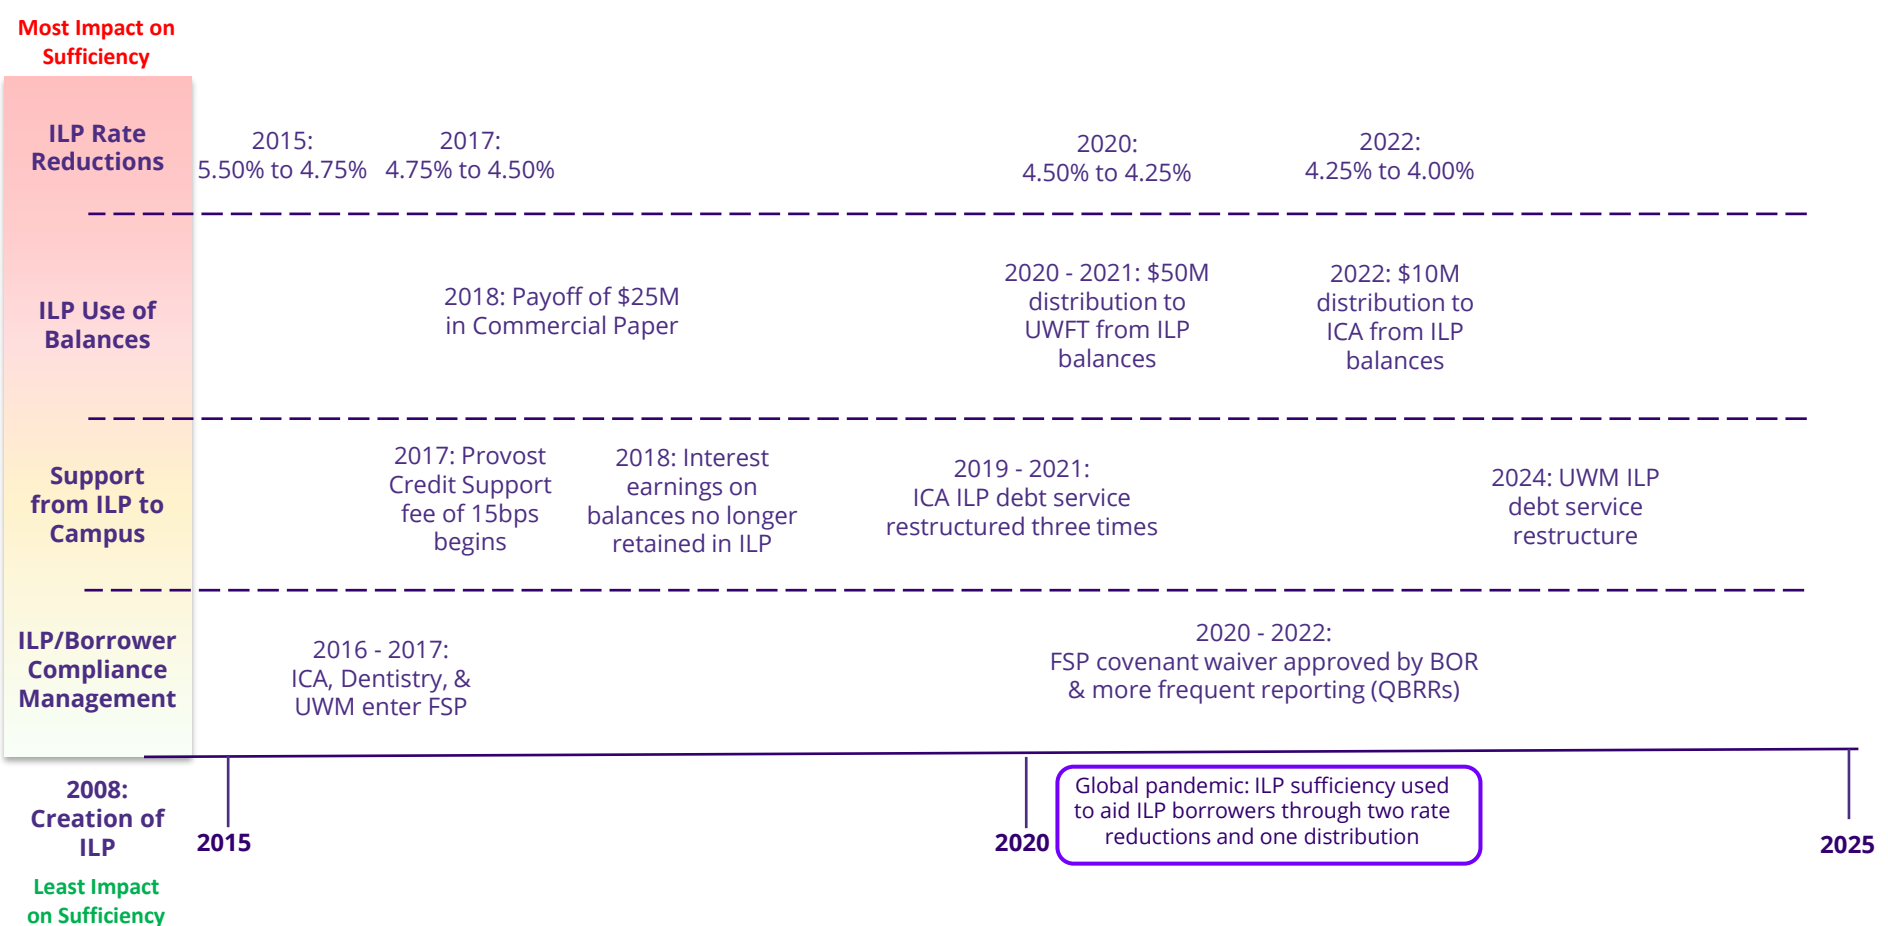 Most Impact on
Sufficiency
ILP Rate
Reductions
2015:
5.50% to 4.75%
2017:
4.75% to 4.50%
2020:
4.50% to 4.25%
2022:
4.25% to 4.00%
ILP Use of
Balances
2018: Payoff of $25M
in Commercial Paper
2020 - 2021: $50M
distribution to
UWFT from ILP
balances
2022: $10M
distribution to
ICA from ILP
balances
Support
from ILP to
Campus
2017: Provost
Credit Support
fee of 15bps
begins
2018: Interest
earnings on
balances no longer
retained in ILP
2019 - 2021:
ICA ILP debt service
restructured three times
2024: UWM ILP
debt service
restructure
ILP/Borrower
Compliance
Management
2016 - 2017:
ICA, Dentistry, &
UWM enter FSP
2020 - 2022:
FSP covenant waiver approved by BOR
& more frequent reporting (QBRRs)
2008:
Creation of
ILP
2015
2020
Global pandemic: ILP sufficiency used
to aid ILP borrowers through two rate
reductions and one distribution
2025
Least Impact
on Sufficiency